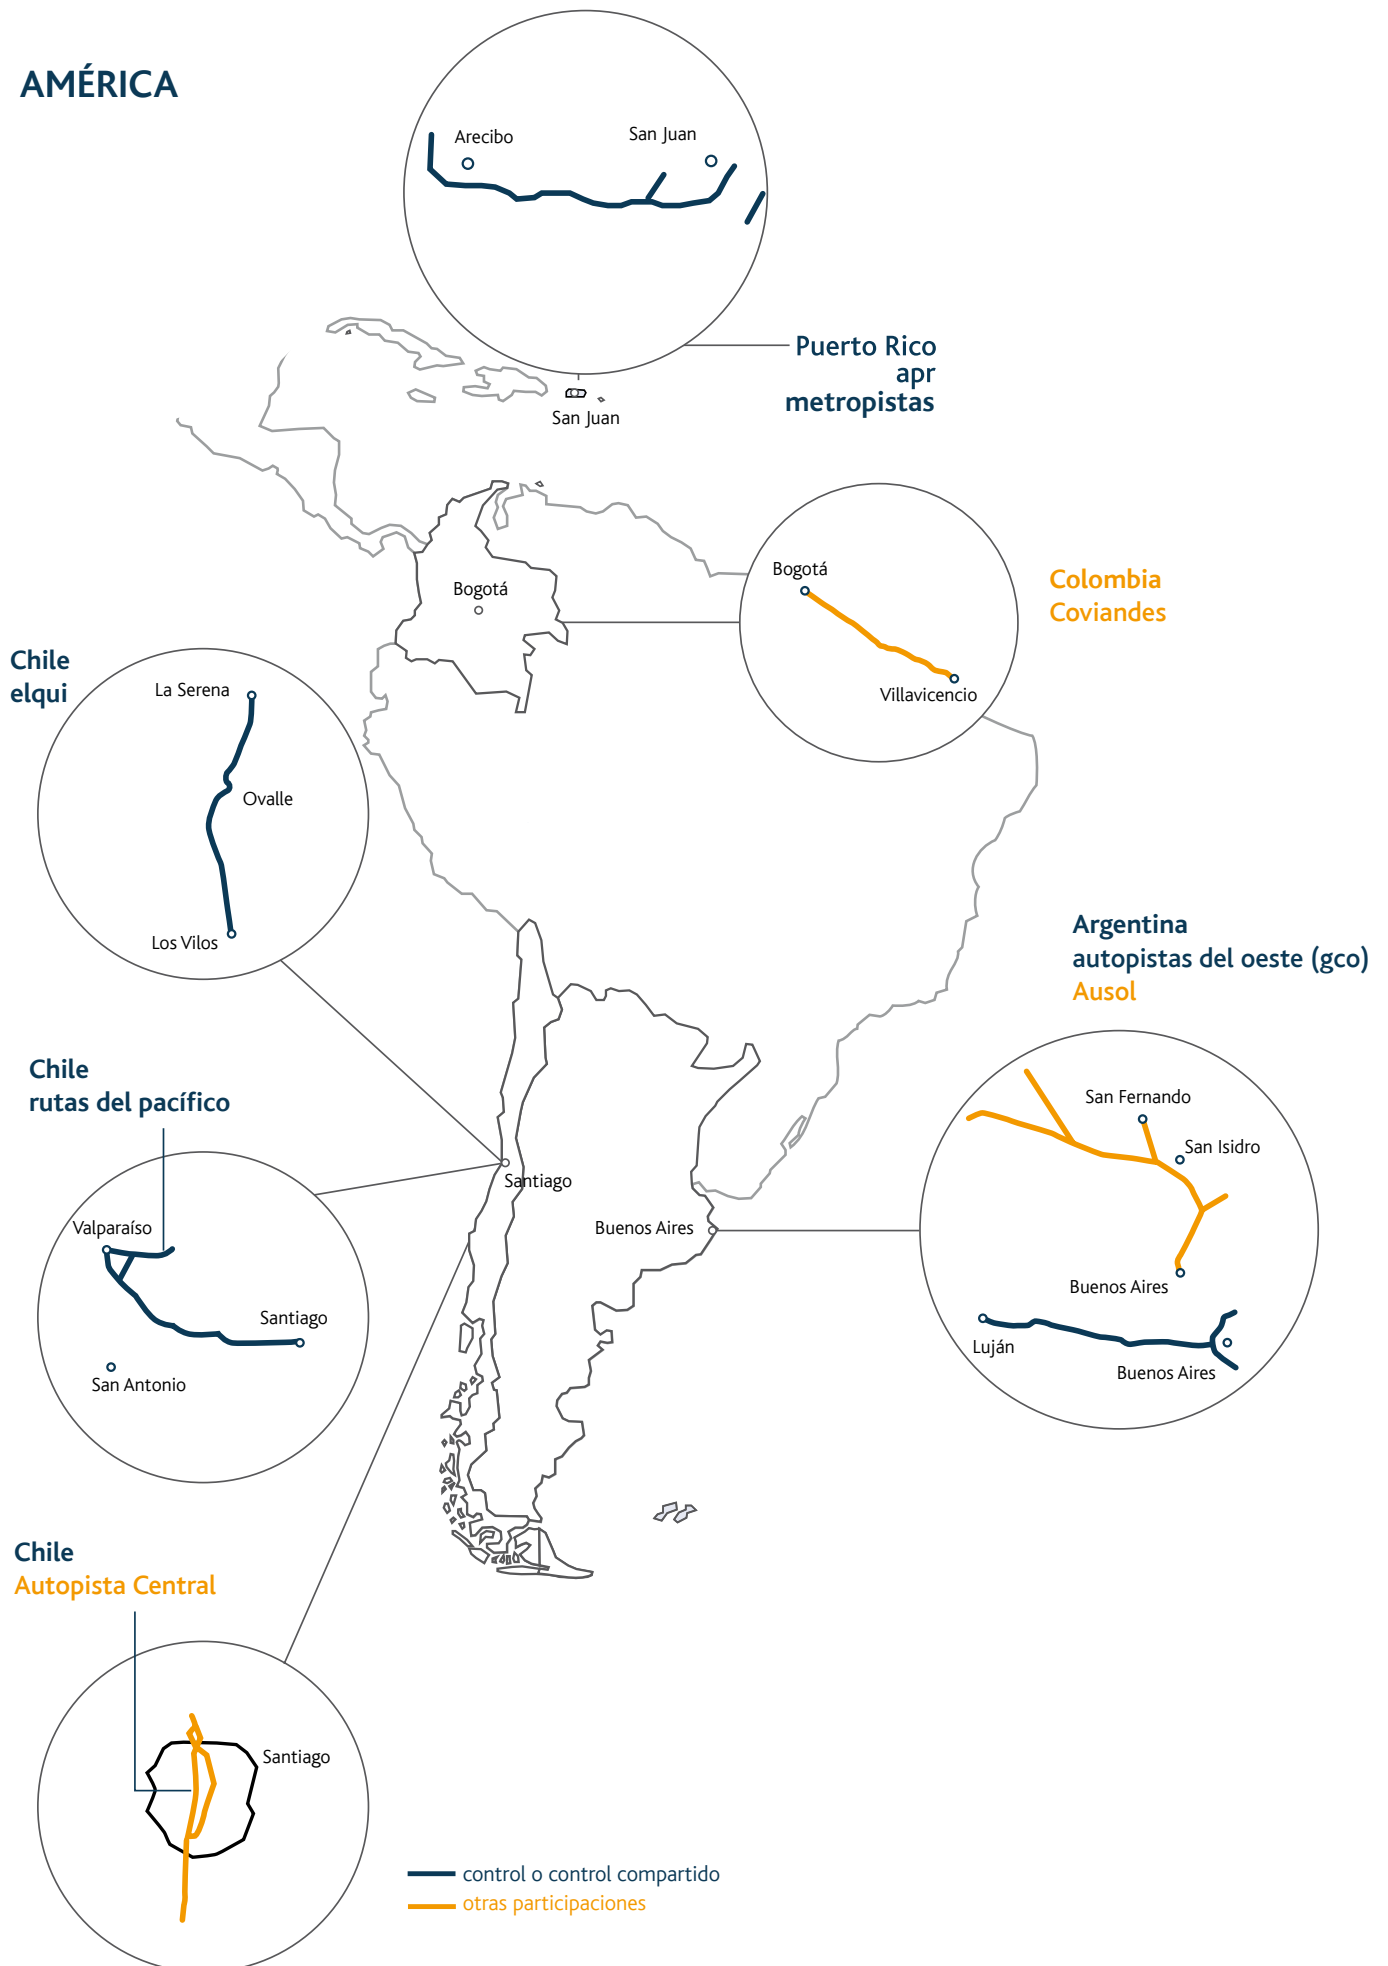 AMÉRICA
Arecibo
San Juan
Puerto Rico
apr
metropistas
San Juan
Bogotá
Bogotá
Villavicencio
Colombia
Coviandes
Chile
elqui
La Serena
Ovalle
Los Vilos
Argentina
autopistas del oeste (gco)
Ausol
San Fernando
San Isidro
Buenos Aires
Luján
Buenos Aires
Chile
rutas del pacífico
Santiago
Buenos Aires
Valparaíso
Santiago
San Antonio
Chile
Autopista Central
Santiago
control o control compartido
otras participaciones